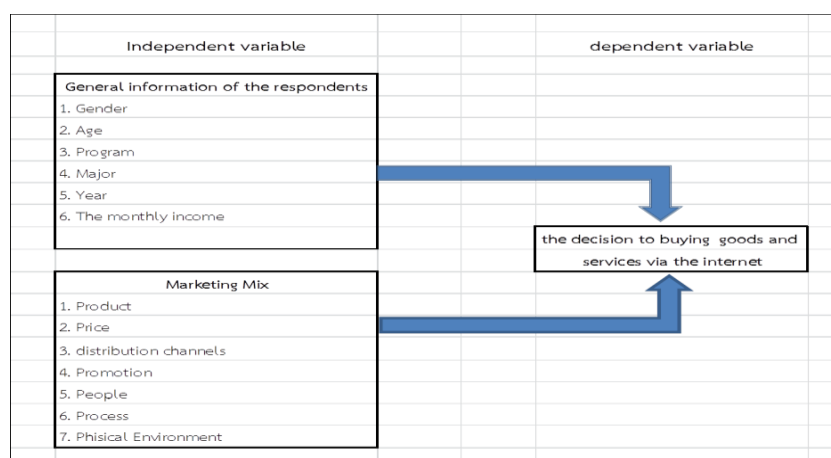 Independent variable
dependent variable
General information of the respondents
1. Gender
2. Age
3. Program
4. Major
5. Year
6. The monthly income
the decision to buying goods and
services via the internet
Marketing Mix
1. Product
2. Price
3. distribution channels
4. Promotion
5. People
6. Process
7. Phisical Environment